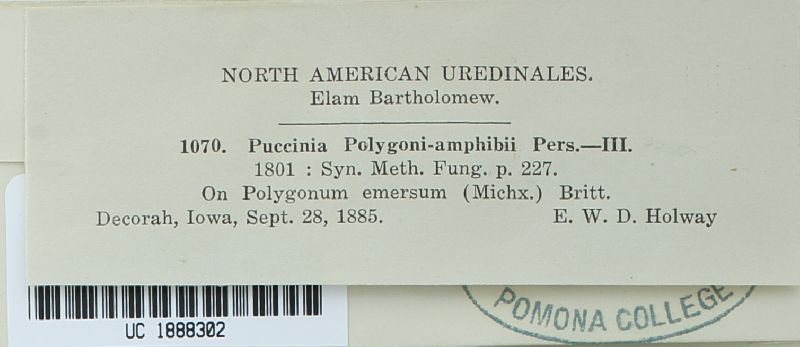 NORTH AMERICAN UREDINALES.
Elam Bartholomew.
1070. Puccinia Polygoni-amphibii Pers.—III.
1801 : Syn. Meth. Fung. p. 227.
On Polygonum emersum (Michx.) Britt.
Decorah, Iowa, Sept. 28, 1885. E. W. D. Holway
UC 1888302
POMONA COLLEGE